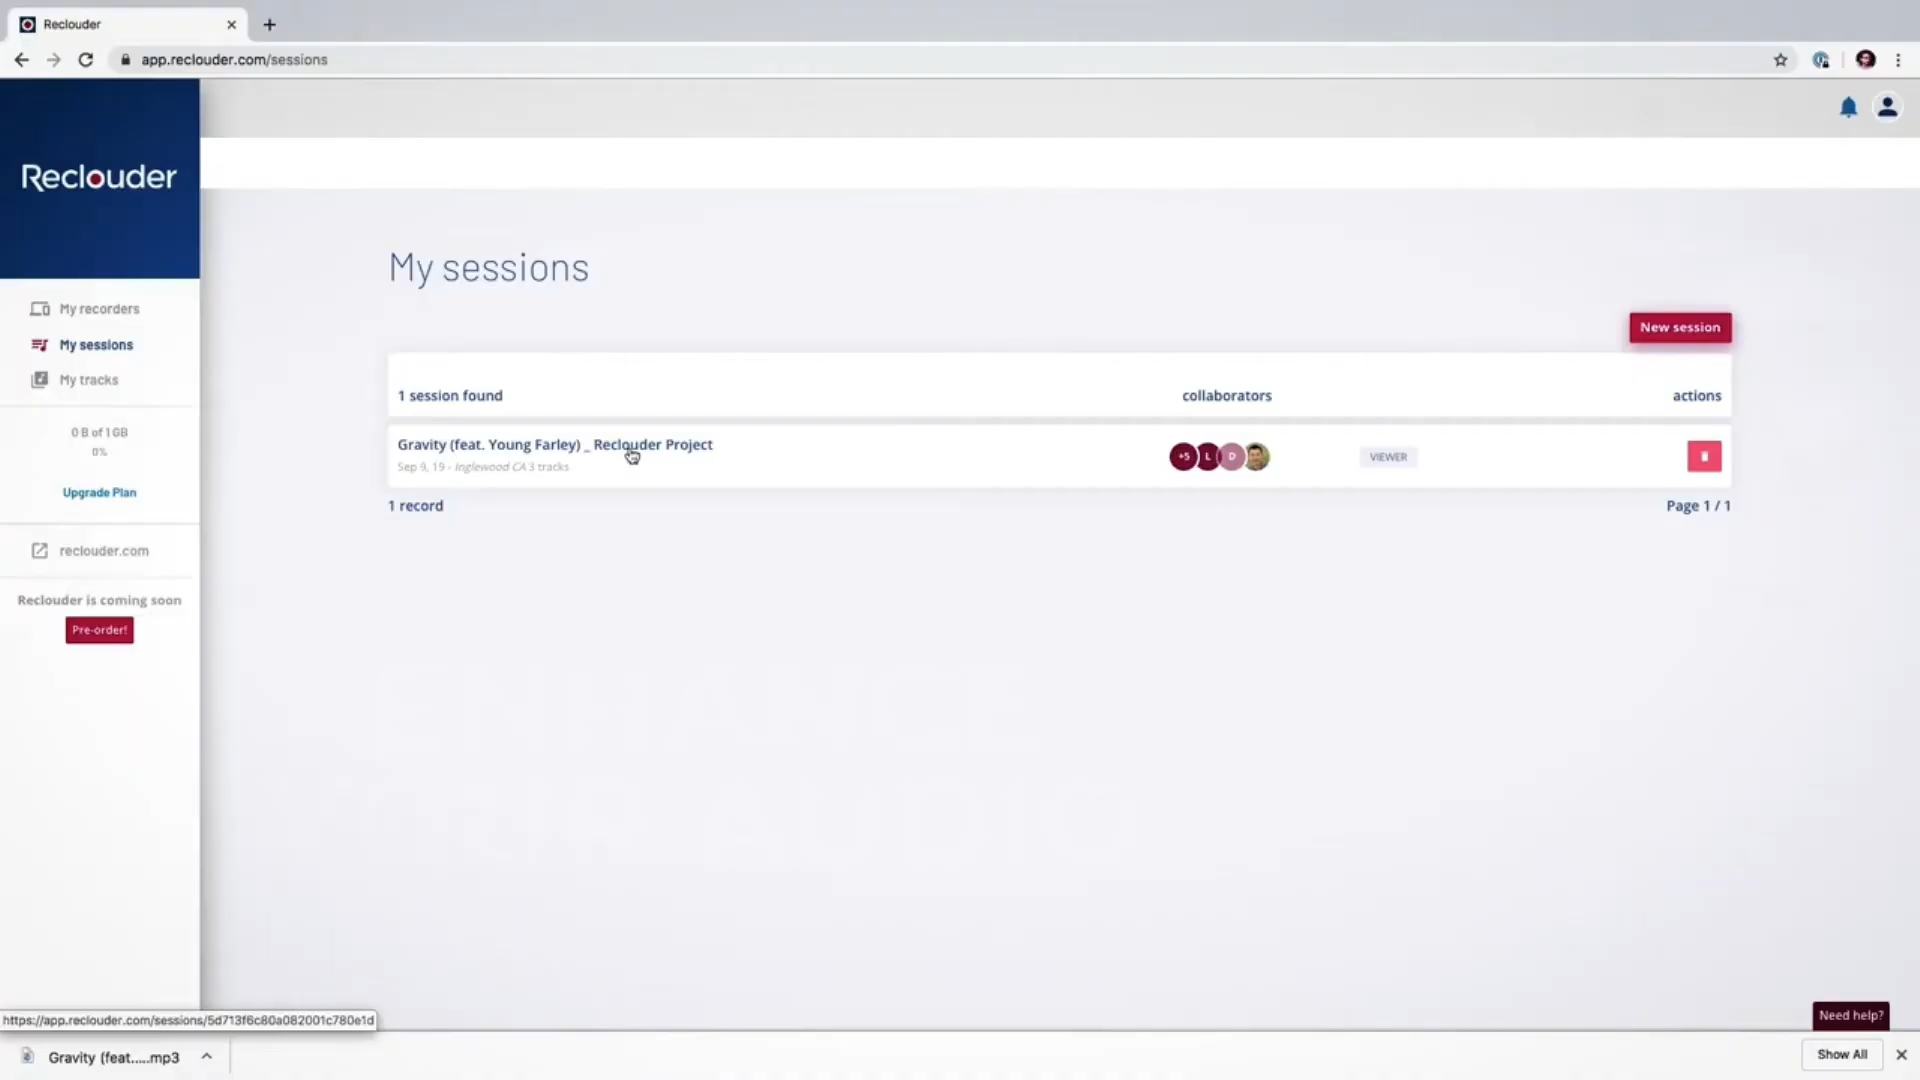 Reclouder
app.reclouder.com/sessions
Reclouder
My recorders
My sessions
My tracks
0 B of 1 GB
0%
Upgrade Plan
reclouder.com
Reclouder is coming soon
Pre-order!
My sessions
New session
1 session found
collaborators
actions
Gravity (feat. Young Farley) _ Reclouder Project
Sep 9, 19 - Inglewood CA 3 tracks
+5
L
D
VIEWER
1 record
Page 1 / 1
Need help?
https://app.reclouder.com/sessions/5d713f6c80a082001c780e1d
Gravity (feat.....mp3
Show All